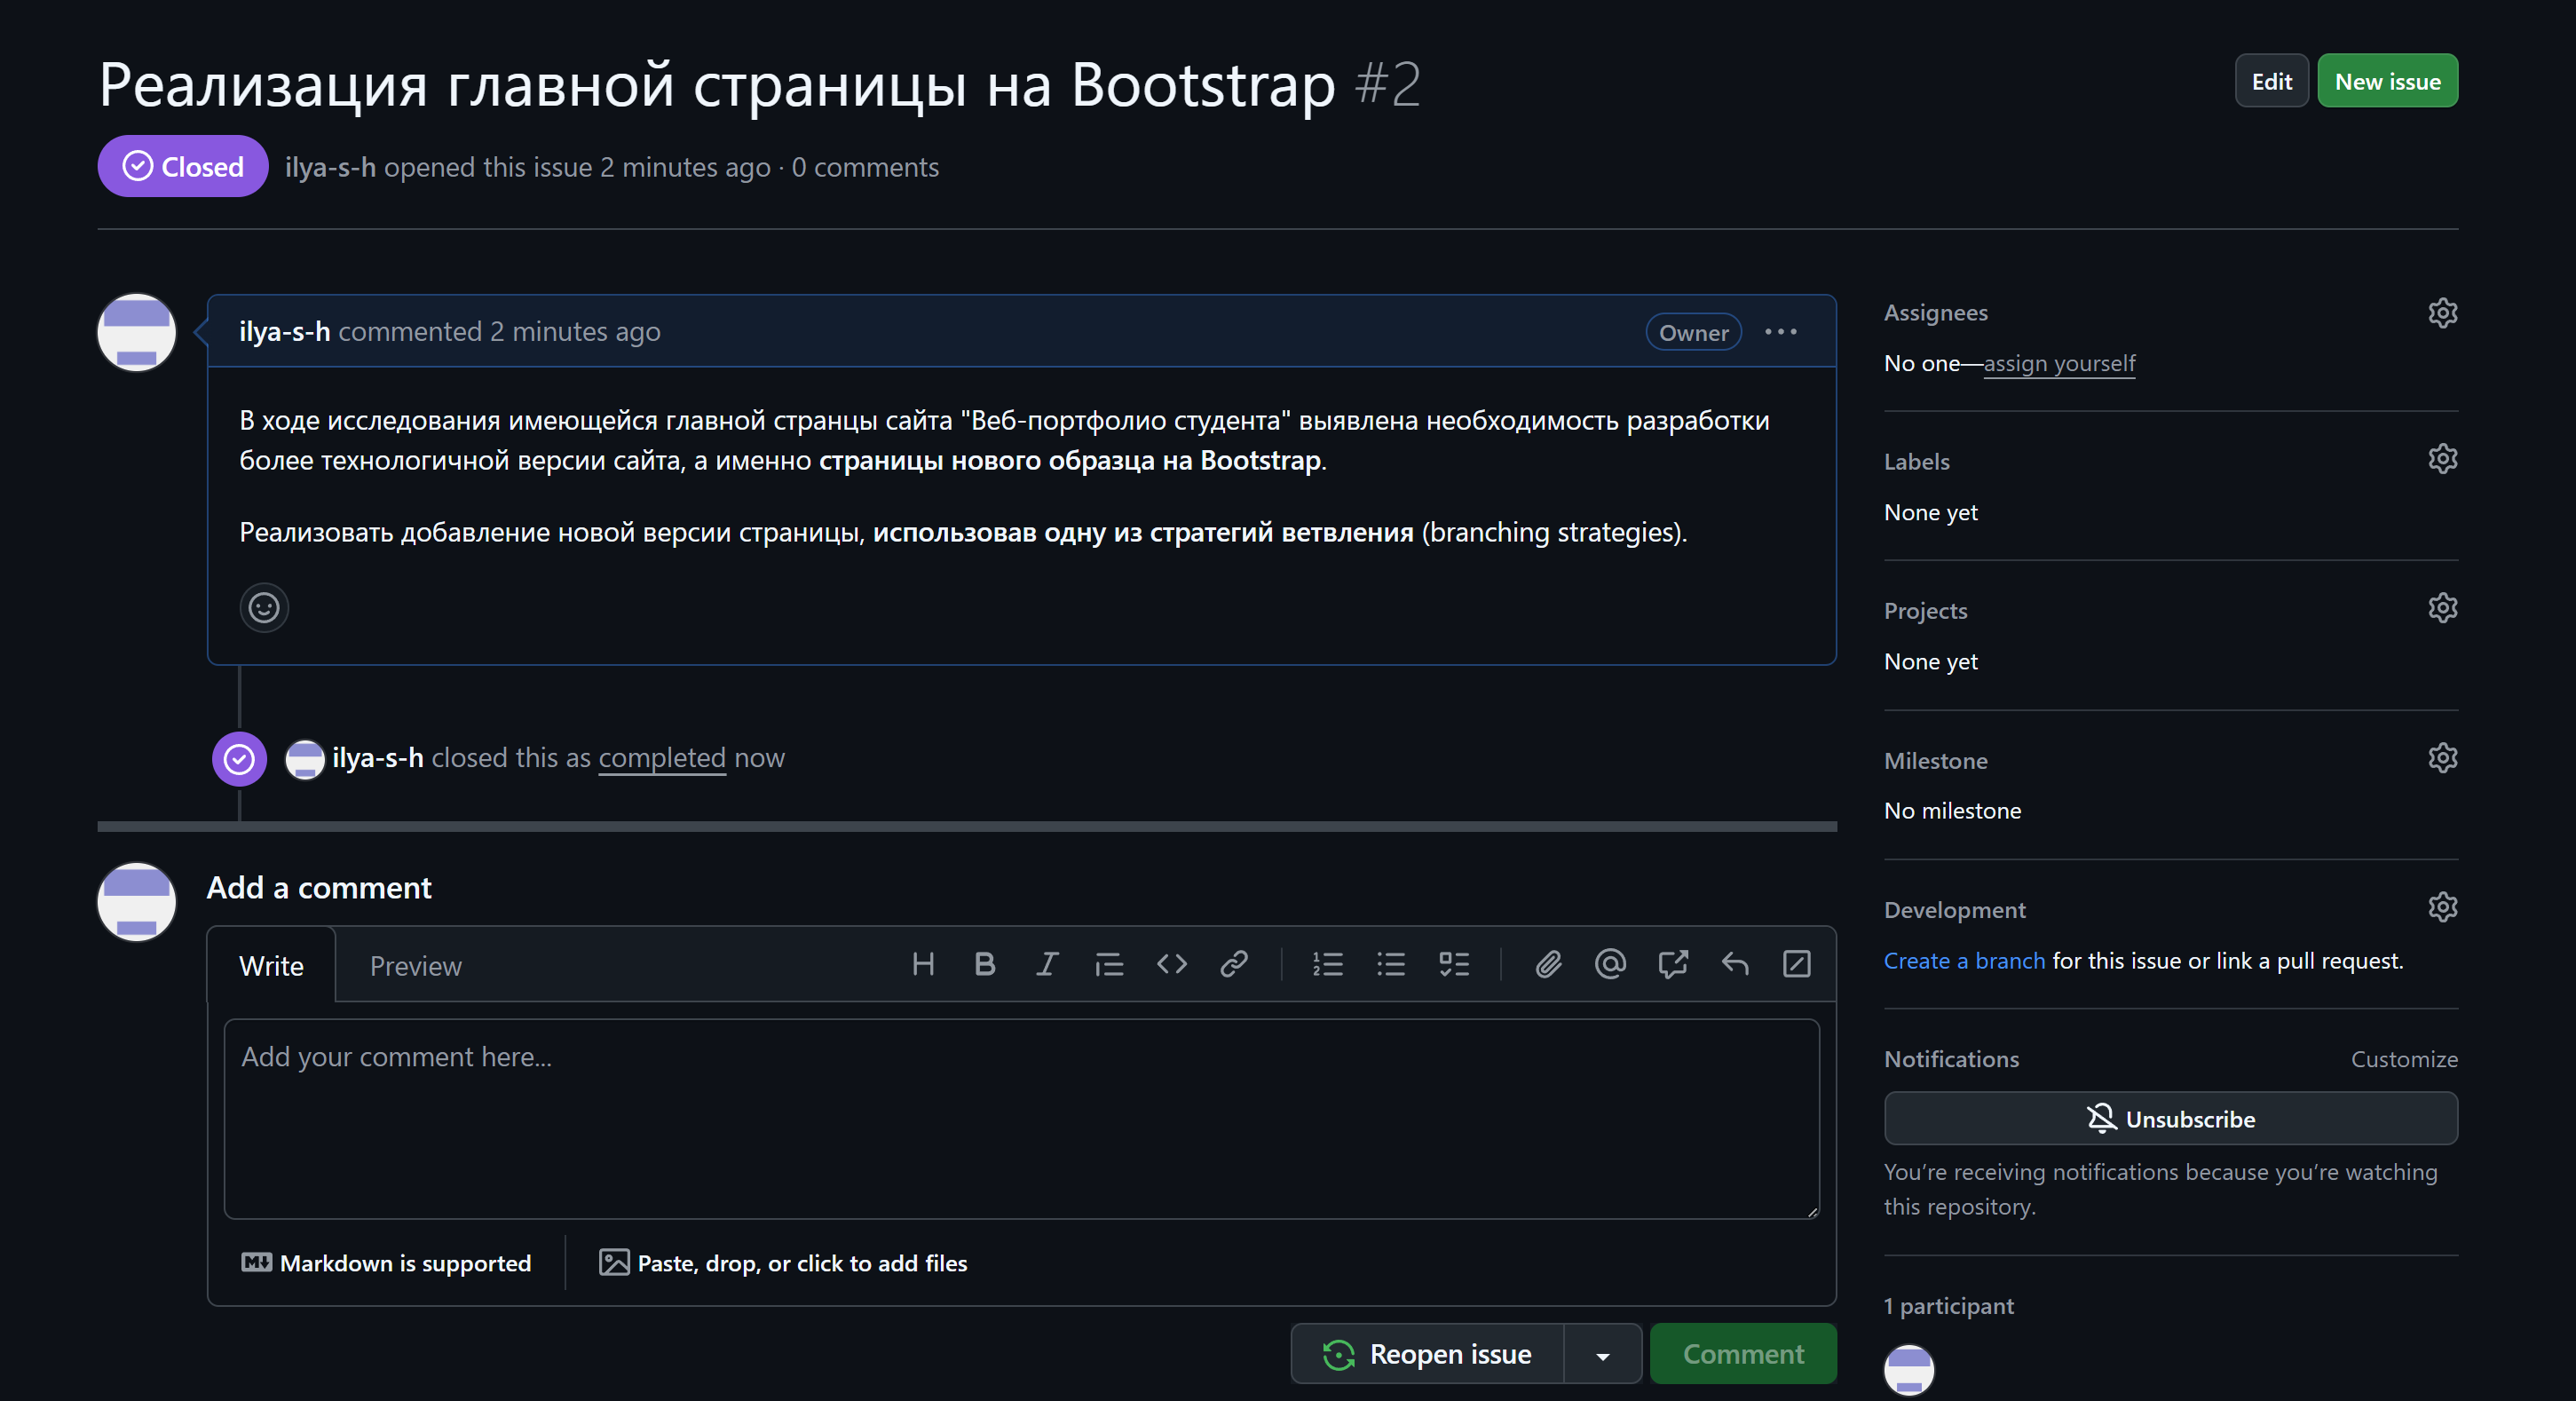 Реализация главной страницы на Bootstrap #2
Edit
New issue
Closed
ilya-s-h opened this issue 2 minutes ago · 0 comments
ilya-s-h commented 2 minutes ago
Owner
В ходе исследования имеющейся главной странцы сайта "Веб-портфолио студента" выявлена необходимость разработки
более технологичной версии сайта, а именно страницы нового образца на Bootstrap.
Реализовать добавление новой версии страницы, использовав одну из стратегий ветвления (branching strategies).
ilya-s-h closed this as completed now
Add a comment
Write
Preview
Add your comment here...
Markdown is supported
Paste, drop, or click to add files
Reopen issue
Comment
Assignees
No one—assign yourself
Labels
None yet
Projects
None yet
Milestone
No milestone
Development
Create a branch for this issue or link a pull request.
Notifications
Customize
Unsubscribe
You’re receiving notifications because you’re watching
this repository.
1 participant